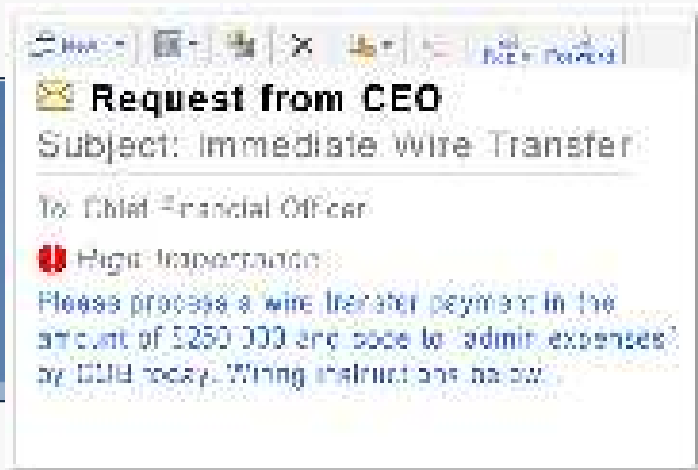 Request from CEO
Subject: Immediate Wire Transfer
To: Chief Financial Officer
High Importance
Please process a wire transfer payment in the
amount of $250 000 and code to "admin expenses"
by COB today. Wiring instructions below